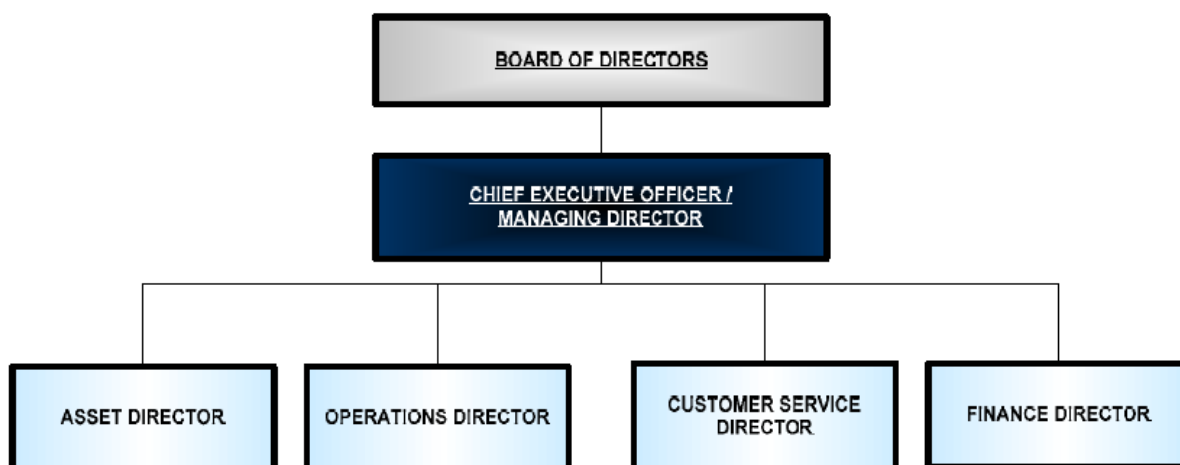 BOARD OF DIRECTORS
CHIEF EXECUTIVE OFFICER /
MANAGING DIRECTOR
ASSET DIRECTOR
OPERATIONS DIRECTOR
CUSTOMER SERVICE
DIRECTOR
FINANCE DIRECTOR